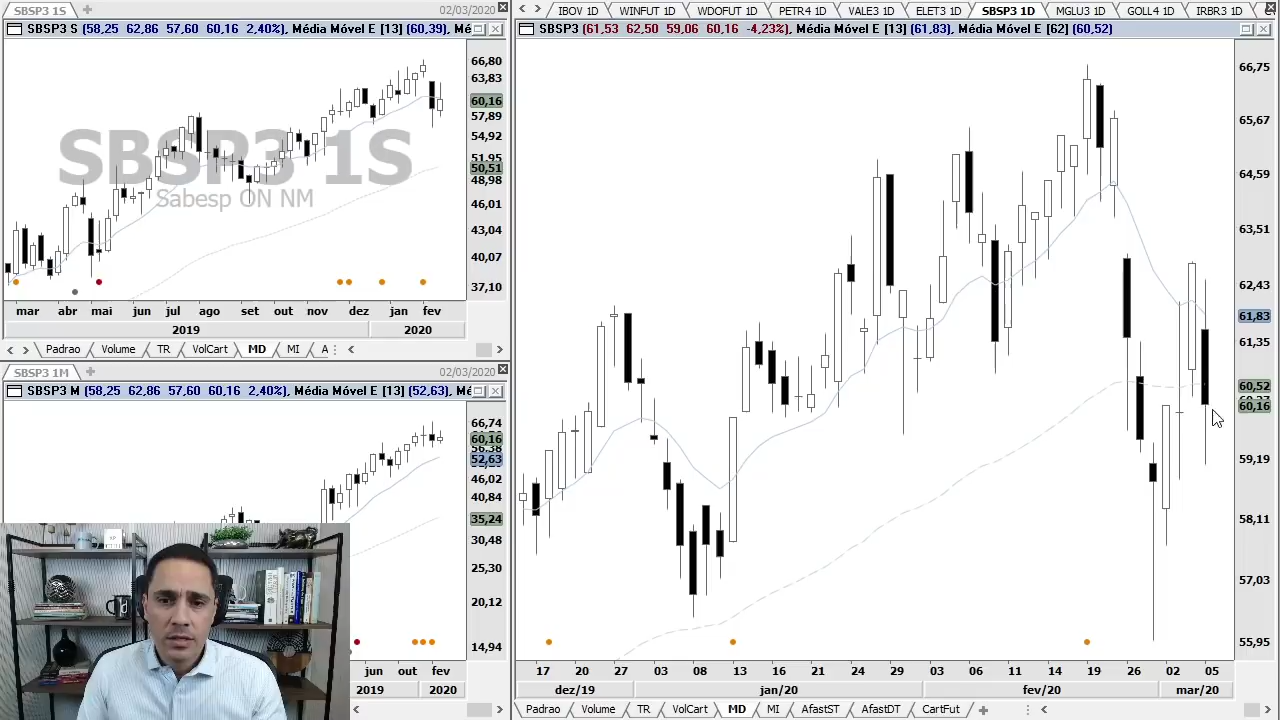 SBSP3 1S
02/03/2020
SBSP3 S (58,25 62,86 57,60 60,16 2,40%), Média Móvel E [13] (60,39), Mé
66,80
63,83
60,16
57,89
54,92
51,95
50,51
48,98
46,01
43,04
40,07
37,10
SBSP3 1S
Sabesp ON NM
mar abr mai jun jul ago set out nov dez jan fev
2019 2020
Padrao Volume TR VolCart MD MI A
SBSP3 1M
02/03/2020
SBSP3 M (58,25 62,86 57,60 60,16 2,40%), Média Móvel E [13] (52,63), Mé
66,74
60,16
56,38
52,63
46,02
40,84
35,24
30,48
25,30
20,12
14,94
jun out fev
2019 2020
IBOV 1D WINFUT 1D WDOFUT 1D PETR4 1D VALE3 1D ELET3 1D SBSP3 1D MGLU3 1D GOLL4 1D IRBR3 1D
SBSP3 (61,53 62,50 59,06 60,16 -4,23%), Média Móvel E [13] (61,83), Média Móvel E [62] (60,52)
66,75
65,67
64,59
63,51
62,43
61,83
61,35
60,52
60,16
59,19
58,11
57,03
55,95
17 20 27 03 08 13 16 21 24 29 03 06 11 14 19 26 02 05
dez/19 jan/20 fev/20 mar/20
Padrao Volume TR VolCart MD MI AfastST AfastDT CartFut